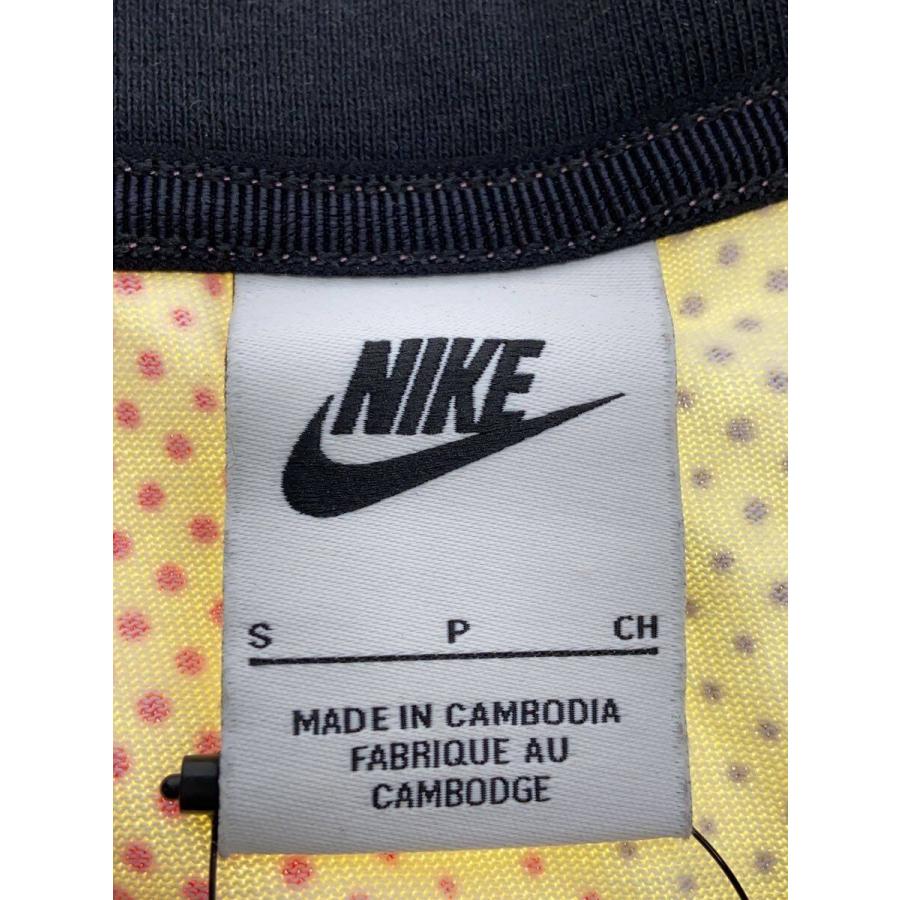 NIKE
S P CH
MADE IN CAMBODIA
FABRIQUE AU
CAMBODGE